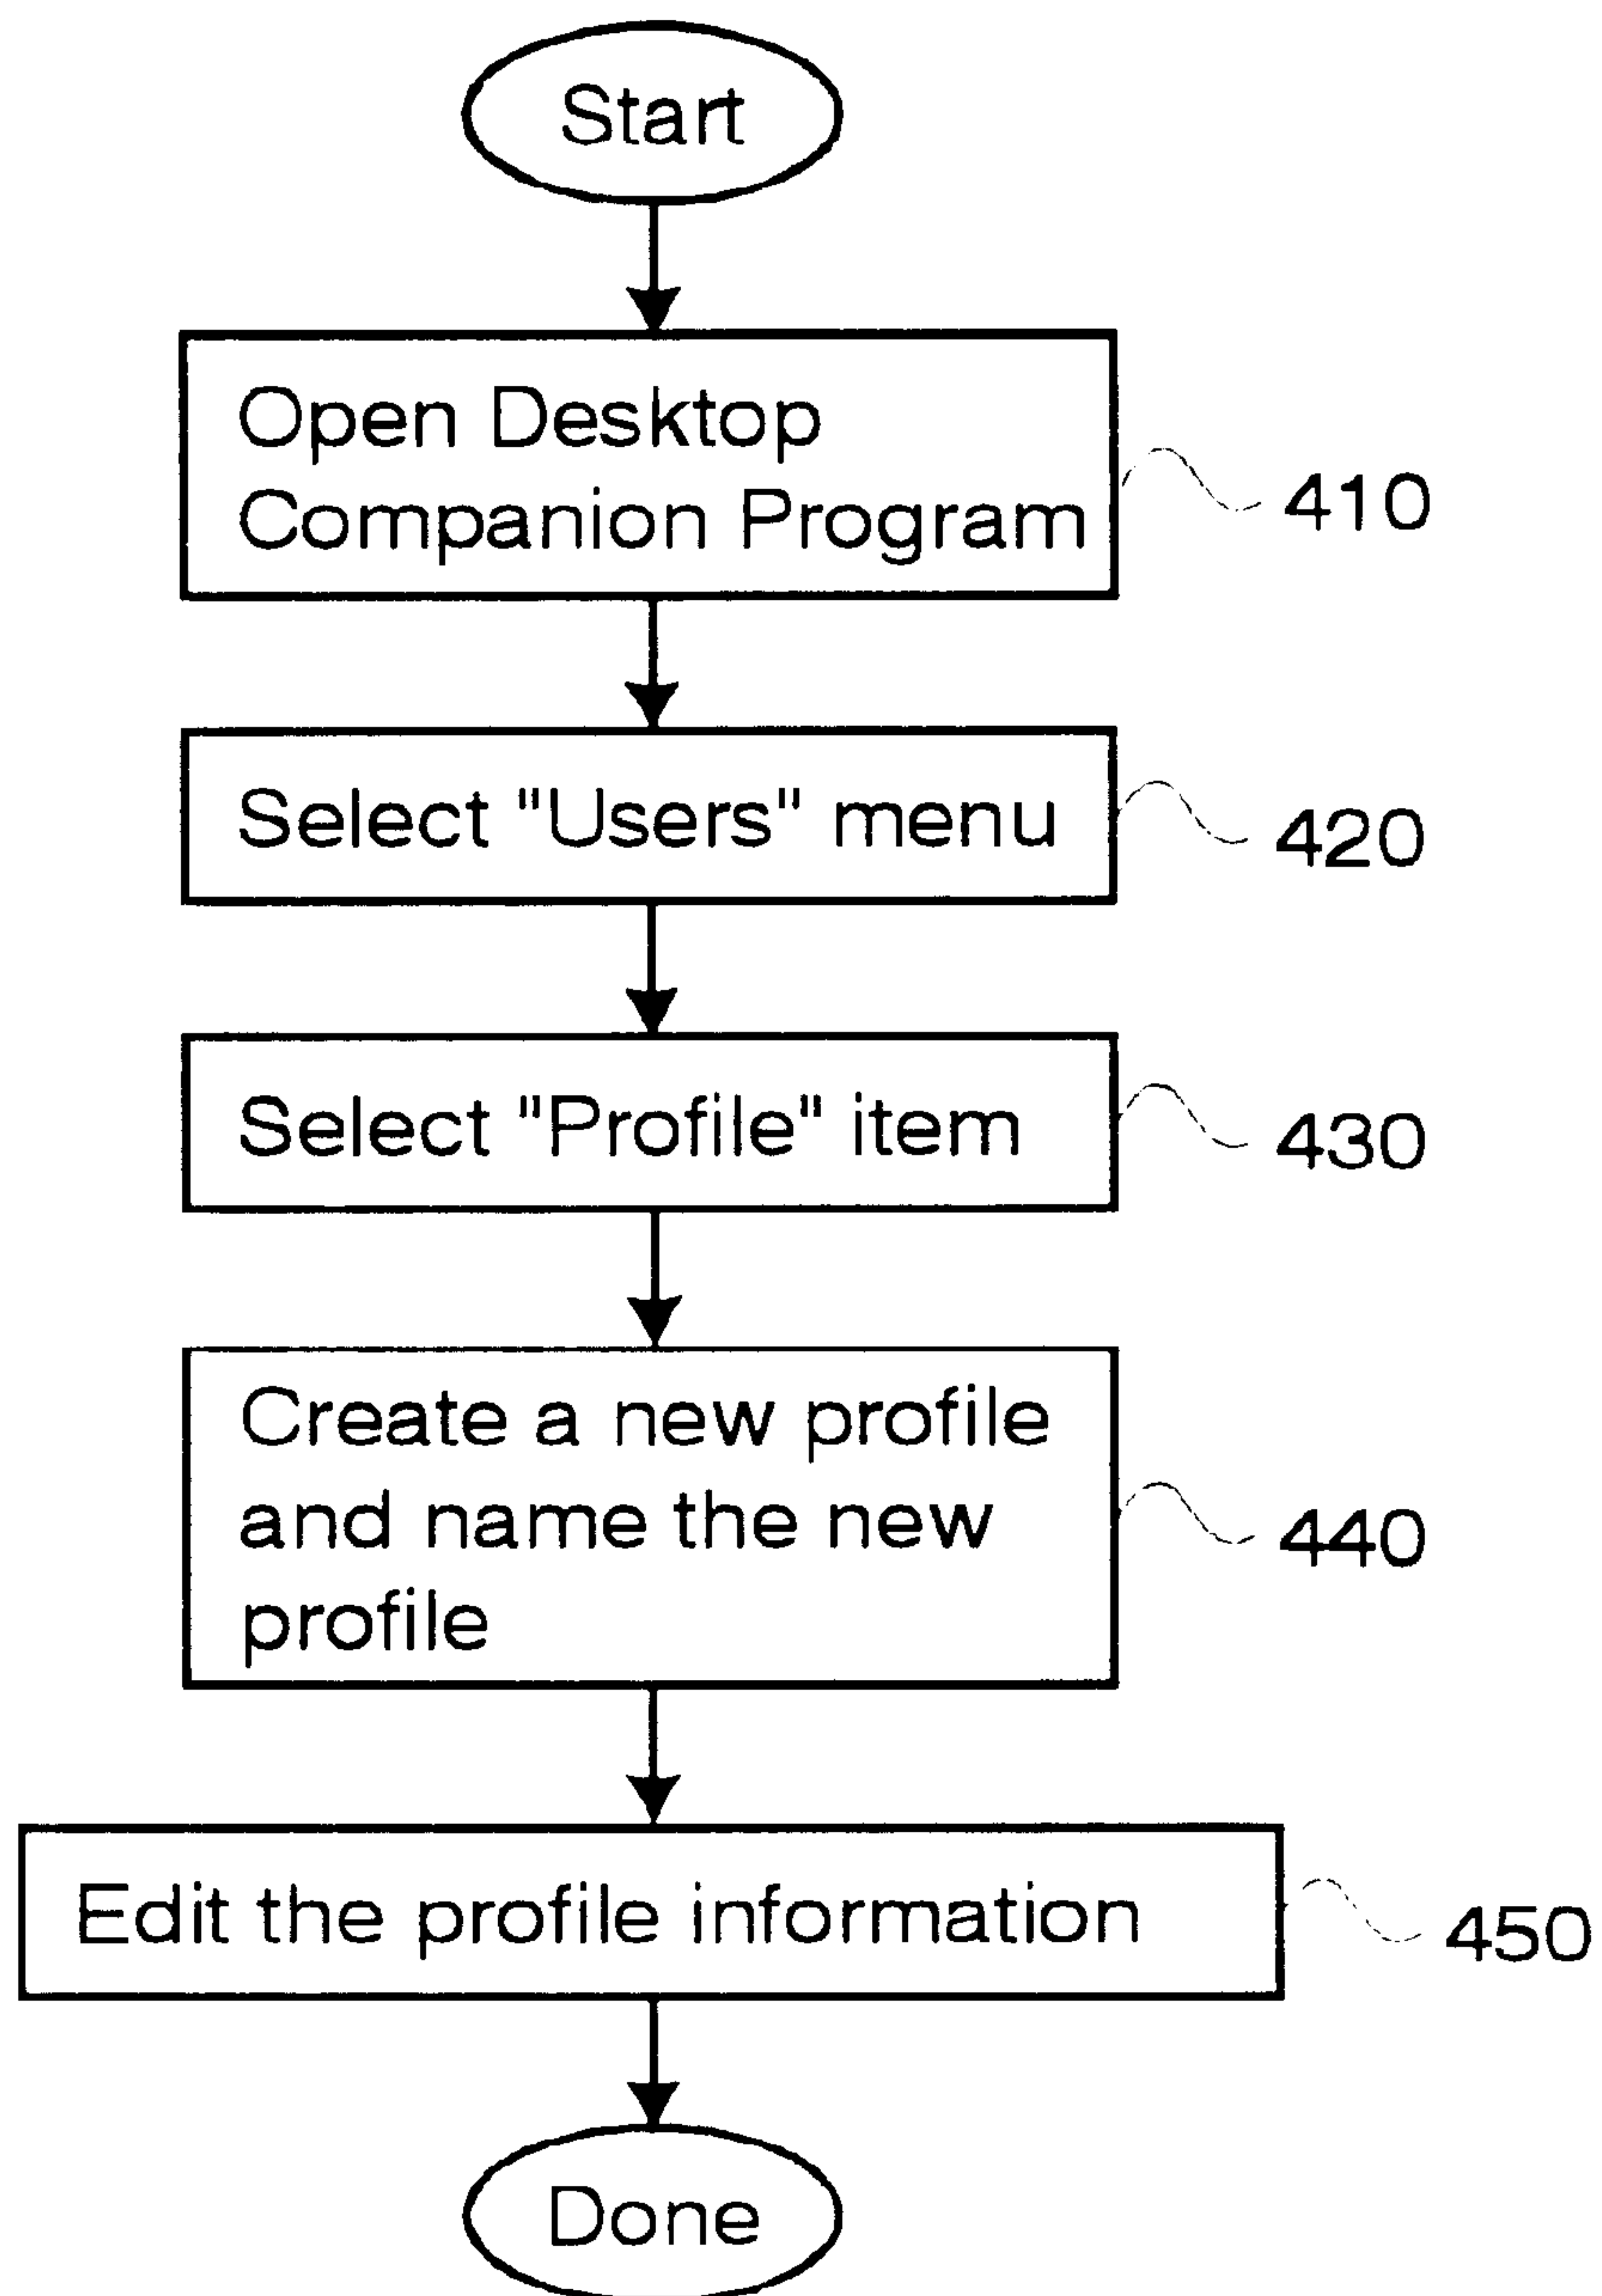 Start
Open Desktop
Companion Program
410
Select "Users" menu
420
Select "Profile" item
430
Create a new profile
and name the new
profile
440
Edit the profile information
450
Done